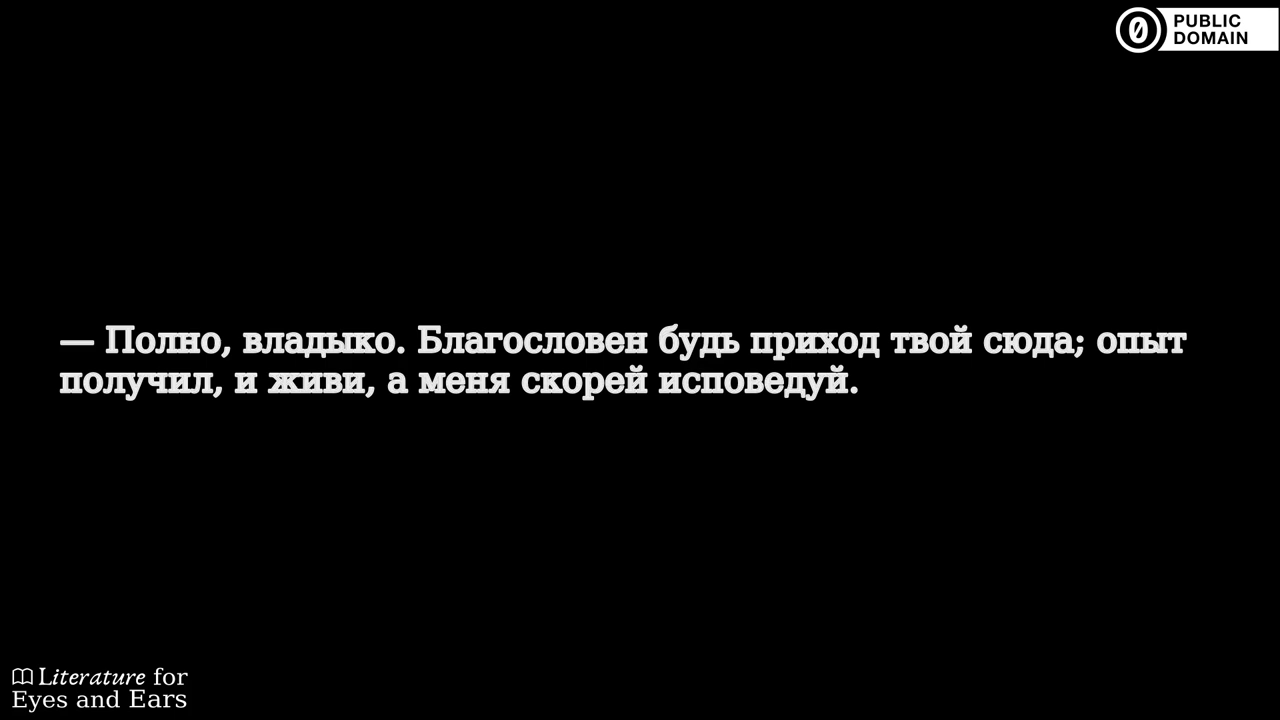 PUBLIC
DOMAIN
— Полно, владыко. Благословен будь приход твой сюда; опыт
получил, и живи, а меня скорей исповедуй.
Literature for
Eyes and Ears